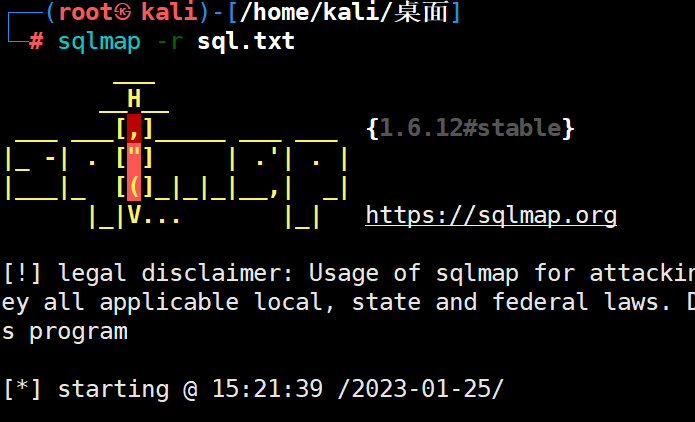 (root㉿kali)-[/home/kali/桌面]
# sqlmap -r sql.txt
___
__H__
___ ___[,]_____ ___ ___  {1.6.12#stable}
|_ -| . ["]     | .'| . |
|___|_  [(]_|_|_|__,|  _|
|_|V...       |_|   https://sqlmap.org
[!] legal disclaimer: Usage of sqlmap for attackin
ey all applicable local, state and federal laws. D
s program
[*] starting @ 15:21:39 /2023-01-25/